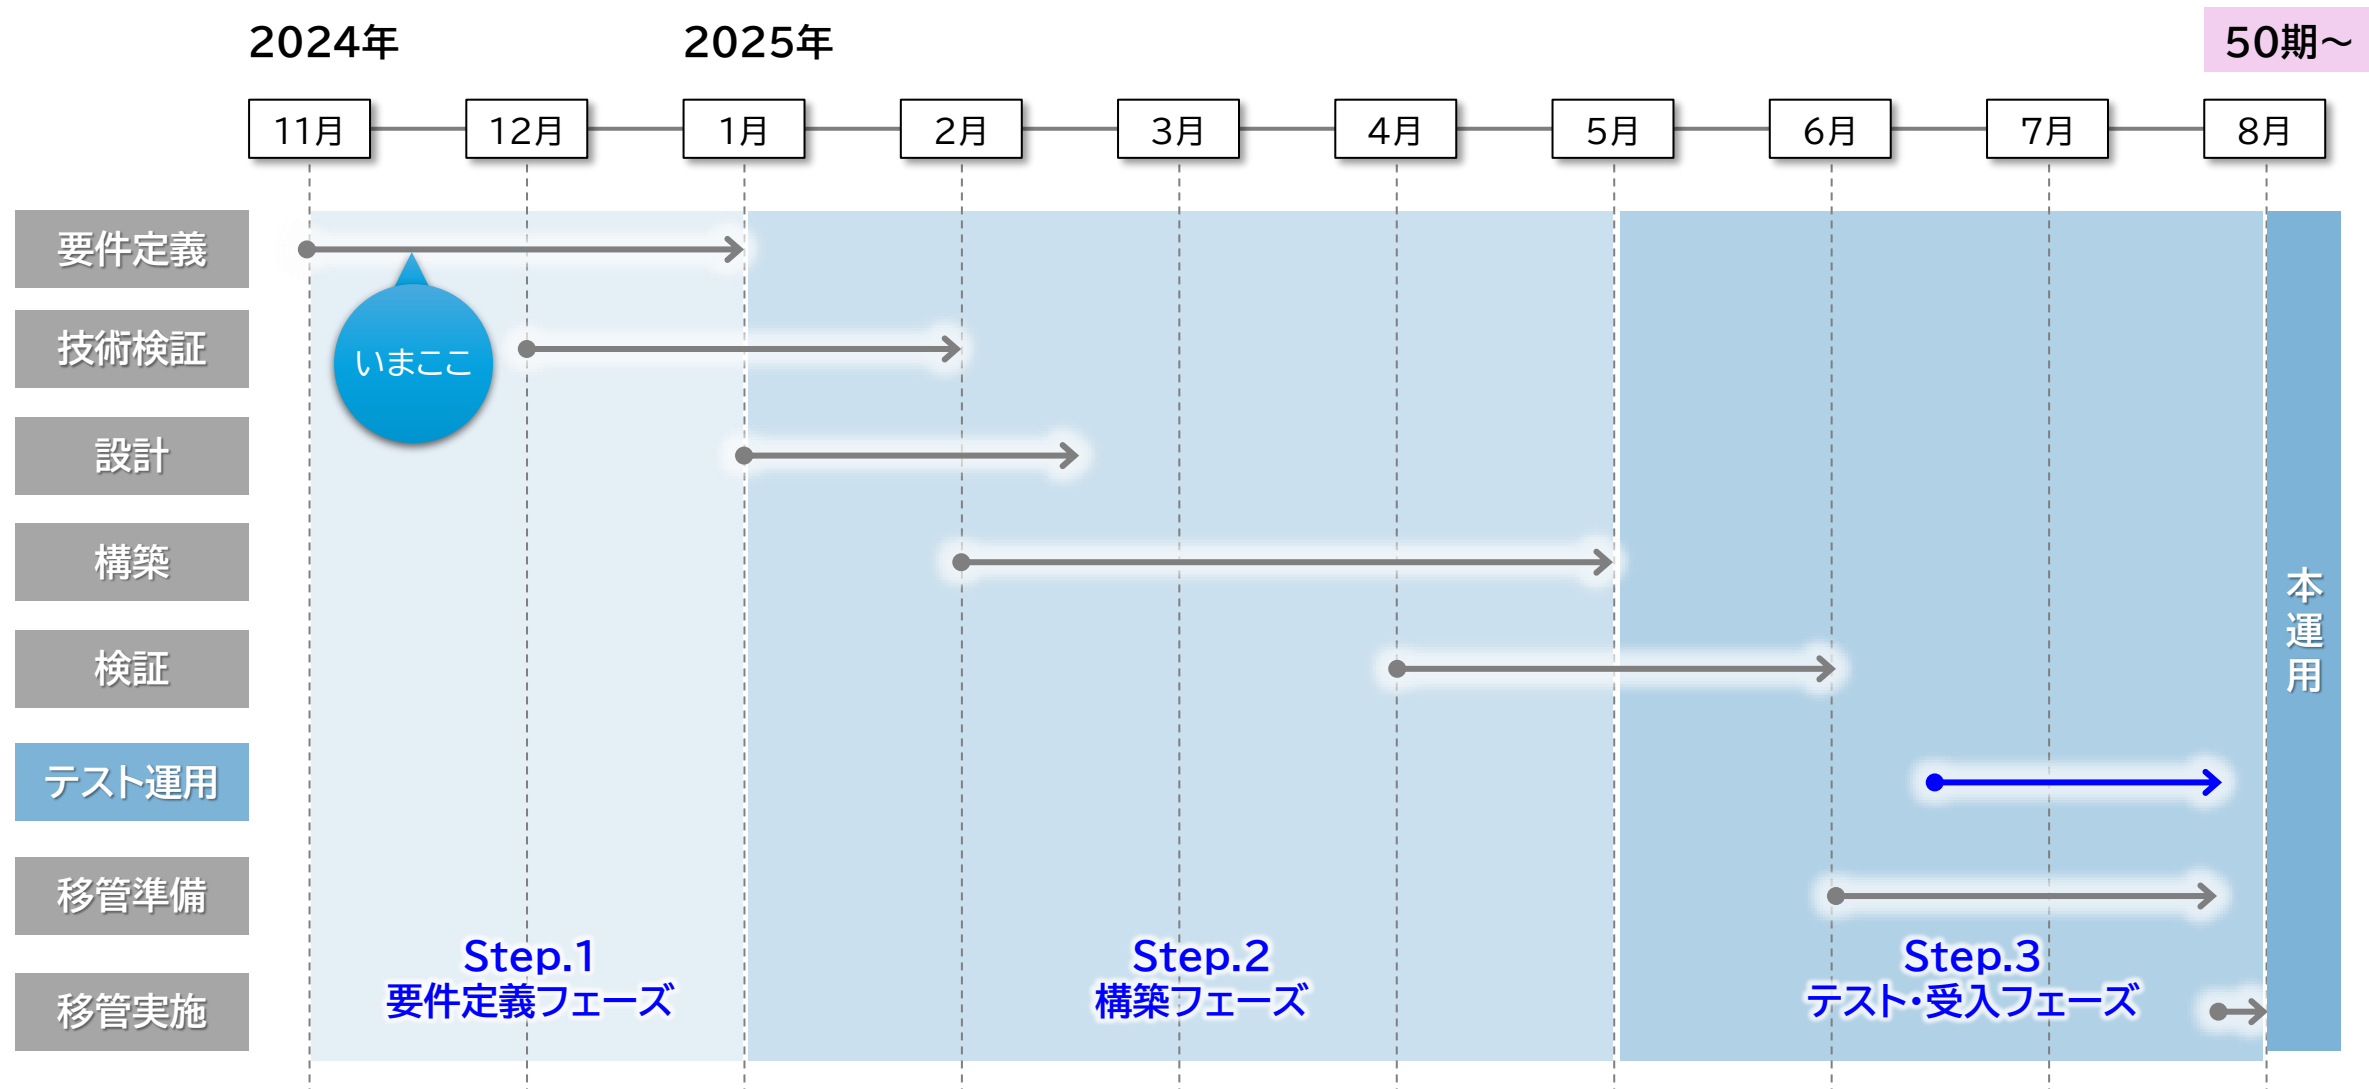 2024年
2025年
50期～
11月
12月
1月
2月
3月
4月
5月
6月
7月
8月
要件定義
いまここ
技術検証
設計
構築
検証
テスト運用
移管準備
移管実施
本運用
Step.1
要件定義フェーズ
Step.2
構築フェーズ
Step.3
テスト・受入フェーズ